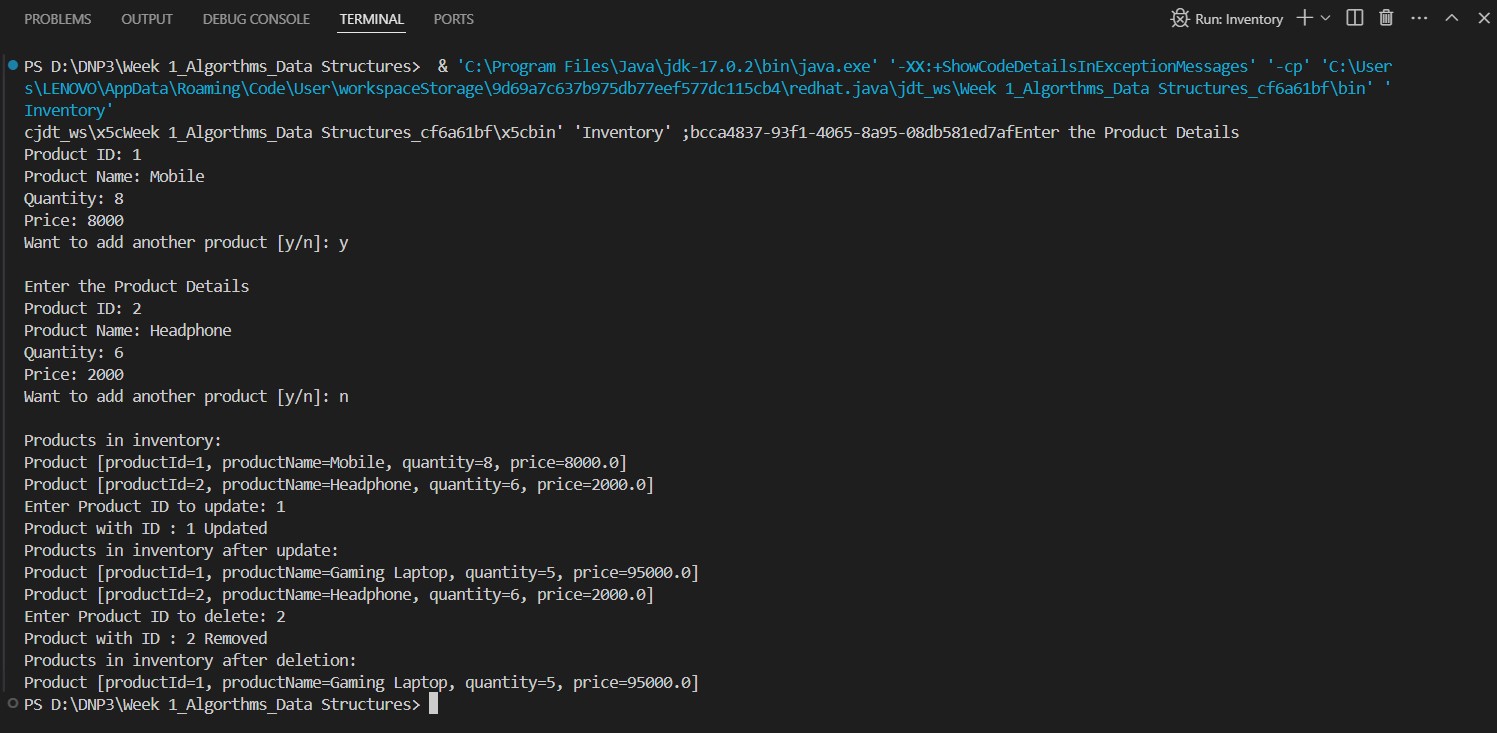 PROBLEMS OUTPUT DEBUG CONSOLE TERMINAL PORTS Run: Inventory
PS D:\DNP3\Week 1_Algorthms_Data Structures>  & 'C:\Program Files\Java\jdk-17.0.2\bin\java.exe' '-XX:+ShowCodeDetailsInExceptionMessages' '-cp' 'C:\User
s\LENOVO\AppData\Roaming\Code\User\workspaceStorage\9d69a7c637b975db77eef577dc115cb4\redhat.java\jdt_ws\Week 1_Algorthms_Data Structures_cf6a61bf\bin' '
Inventory'
cjdt_ws\x5cWeek 1_Algorthms_Data Structures_cf6a61bf\x5cbin' 'Inventory' ;bcca4837-93f1-4065-8a95-08db581ed7afEnter the Product Details
Product ID: 1
Product Name: Mobile
Quantity: 8
Price: 8000
Want to add another product [y/n]: y
Enter the Product Details
Product ID: 2
Product Name: Headphone
Quantity: 6
Price: 2000
Want to add another product [y/n]: n
Products in inventory:
Product [productId=1, productName=Mobile, quantity=8, price=8000.0]
Product [productId=2, productName=Headphone, quantity=6, price=2000.0]
Enter Product ID to update: 1
Product with ID : 1 Updated
Products in inventory after update:
Product [productId=1, productName=Gaming Laptop, quantity=5, price=95000.0]
Product [productId=2, productName=Headphone, quantity=6, price=2000.0]
Enter Product ID to delete: 2
Product with ID : 2 Removed
Products in inventory after deletion:
Product [productId=1, productName=Gaming Laptop, quantity=5, price=95000.0]
PS D:\DNP3\Week 1_Algorthms_Data Structures>